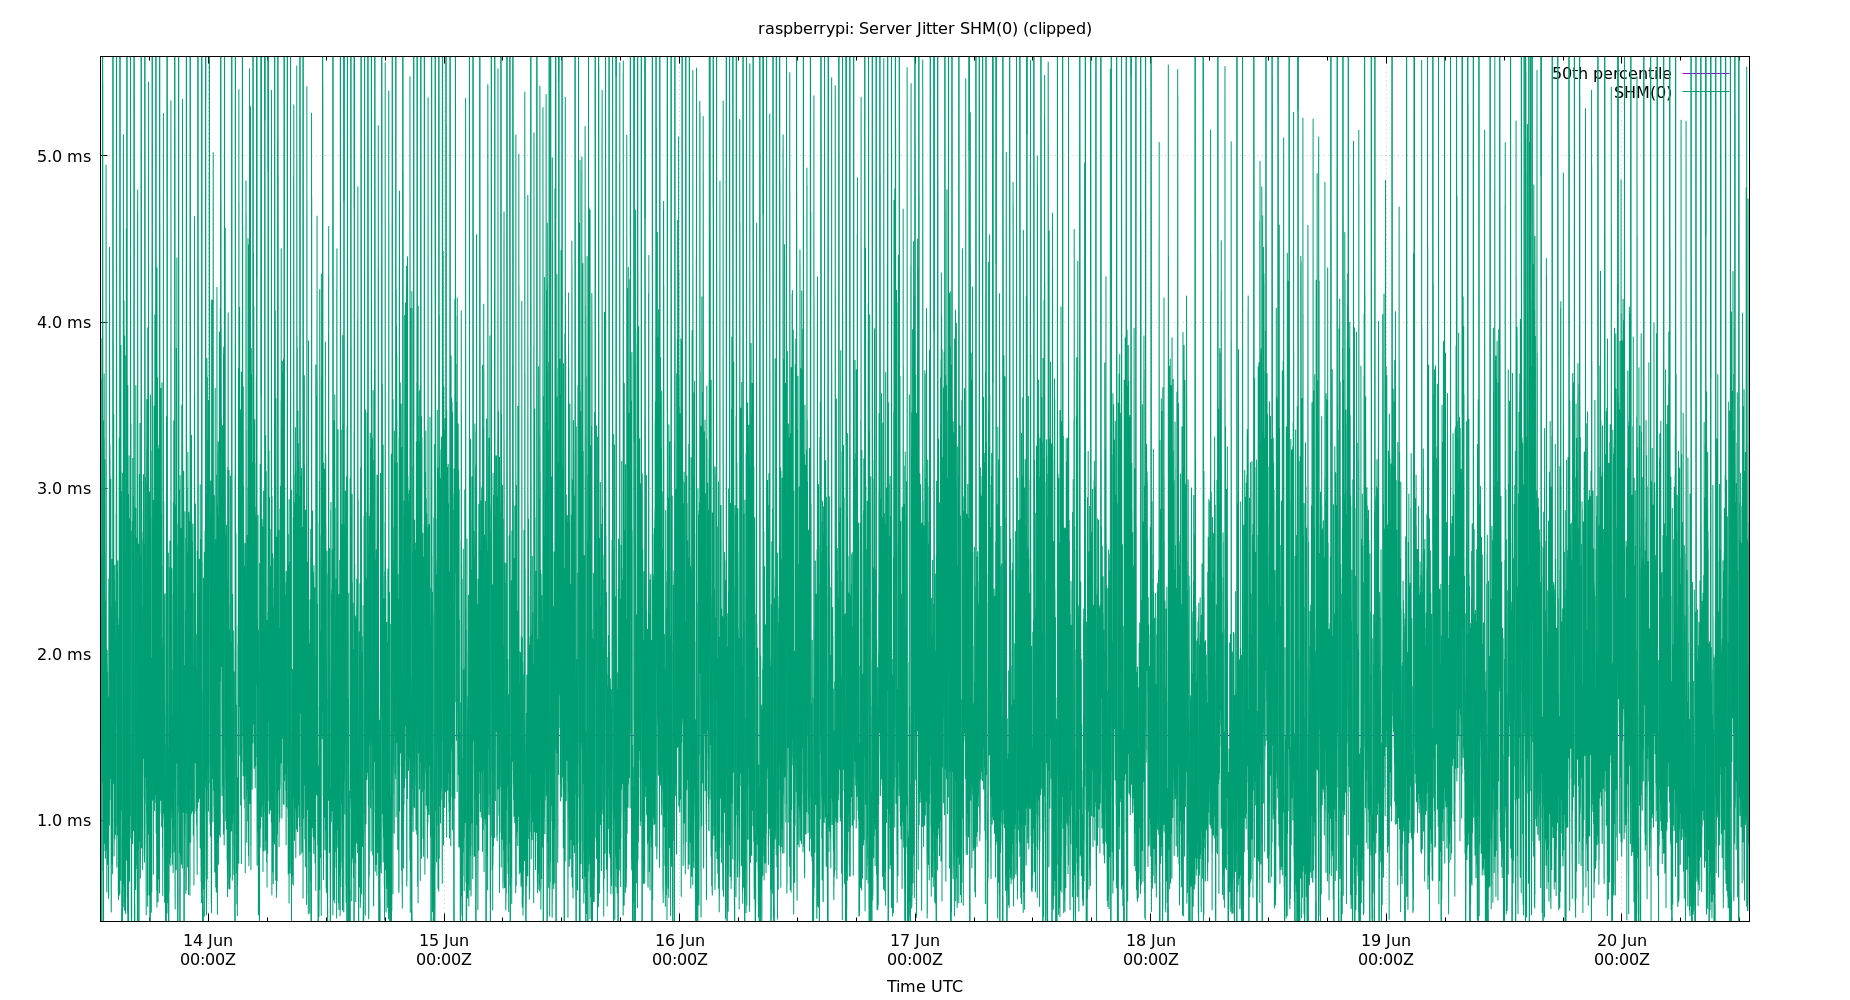 raspberrypi: Server Jitter SHM(0) (clipped)
50th percentile
SHM(0)
5.0 ms
4.0 ms
3.0 ms
2.0 ms
1.0 ms
14 Jun 15 Jun 16 Jun 17 Jun 18 Jun 19 Jun 20 Jun
00:00Z 00:00Z 00:00Z 00:00Z 00:00Z 00:00Z 00:00Z
Time UTC